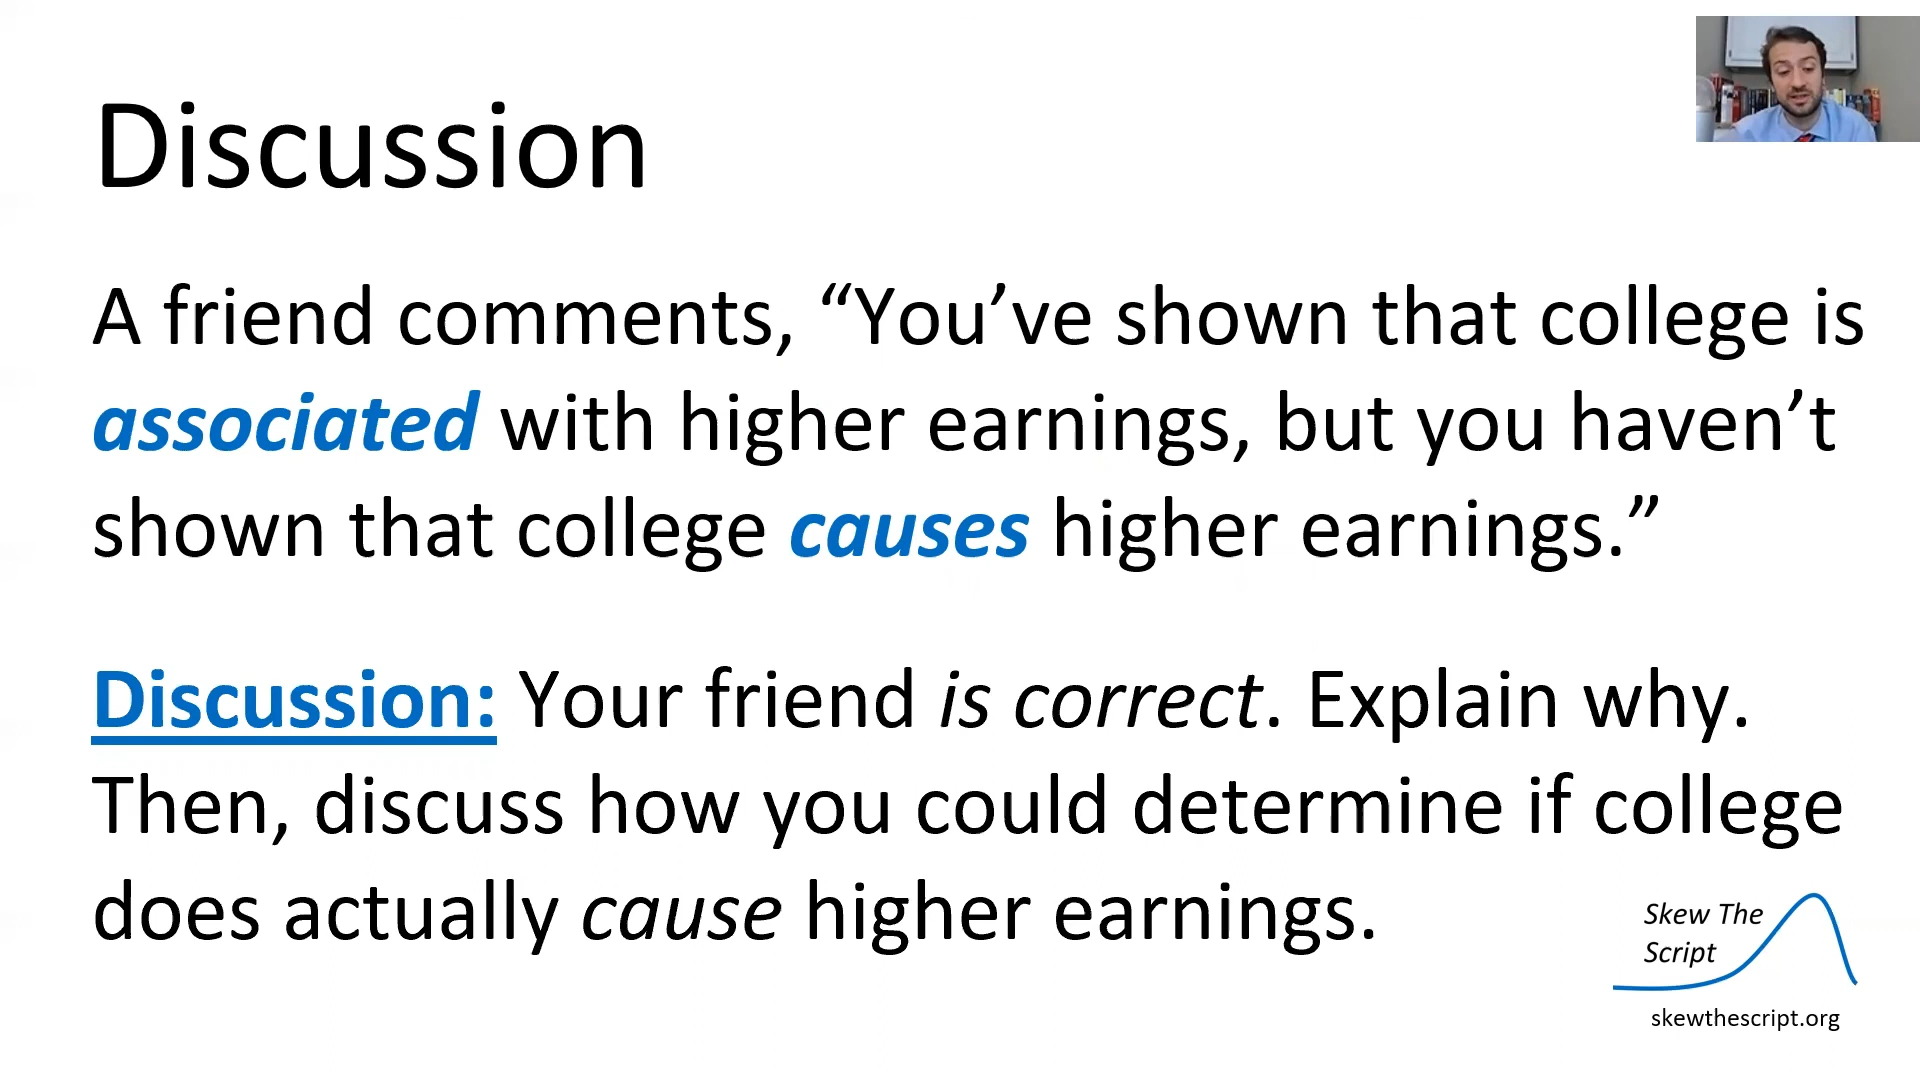 Discussion
A friend comments, “You’ve shown that college is
associated with higher earnings, but you haven’t
shown that college causes higher earnings.”
Discussion: Your friend is correct. Explain why.
Then, discuss how you could determine if college
does actually cause higher earnings.
Skew The
Script
skewthescript.org